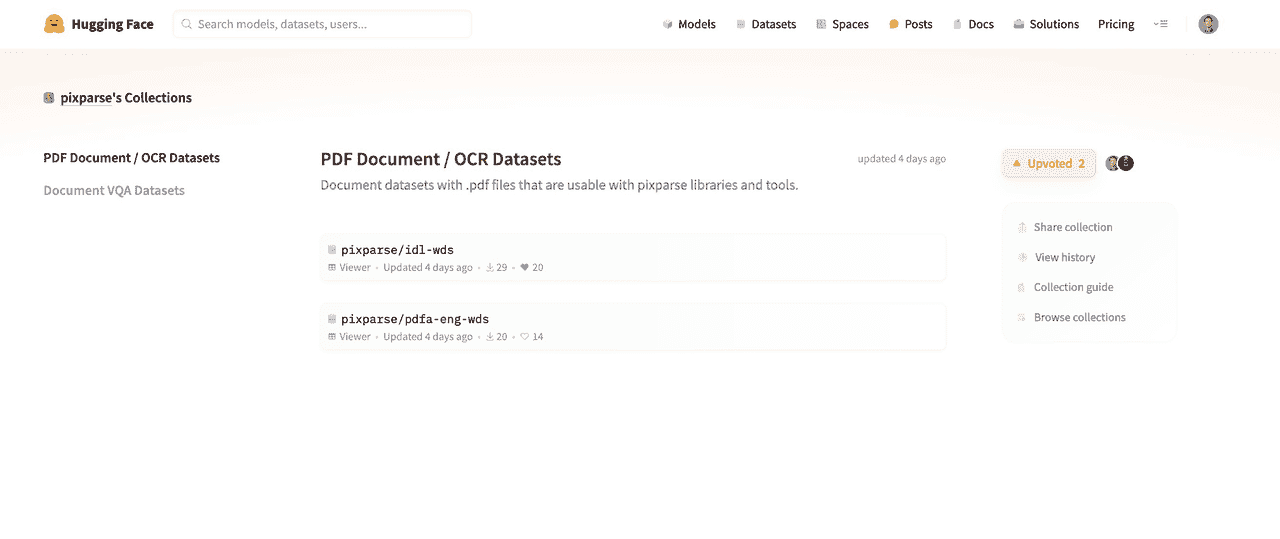 Hugging Face Search models, datasets, users... Models Datasets Spaces Posts Docs Solutions Pricing
pixparse's Collections
PDF Document / OCR Datasets
Document VQA Datasets
PDF Document / OCR Datasets updated 4 days ago
Document datasets with .pdf files that are usable with pixparse libraries and tools.
pixparse/idl-wds
Viewer • Updated 4 days ago • 29 • 20
pixparse/pdfa-eng-wds
Viewer • Updated 4 days ago • 20 • 14
Upvoted 2
Share collection
View history
Collection guide
Browse collections